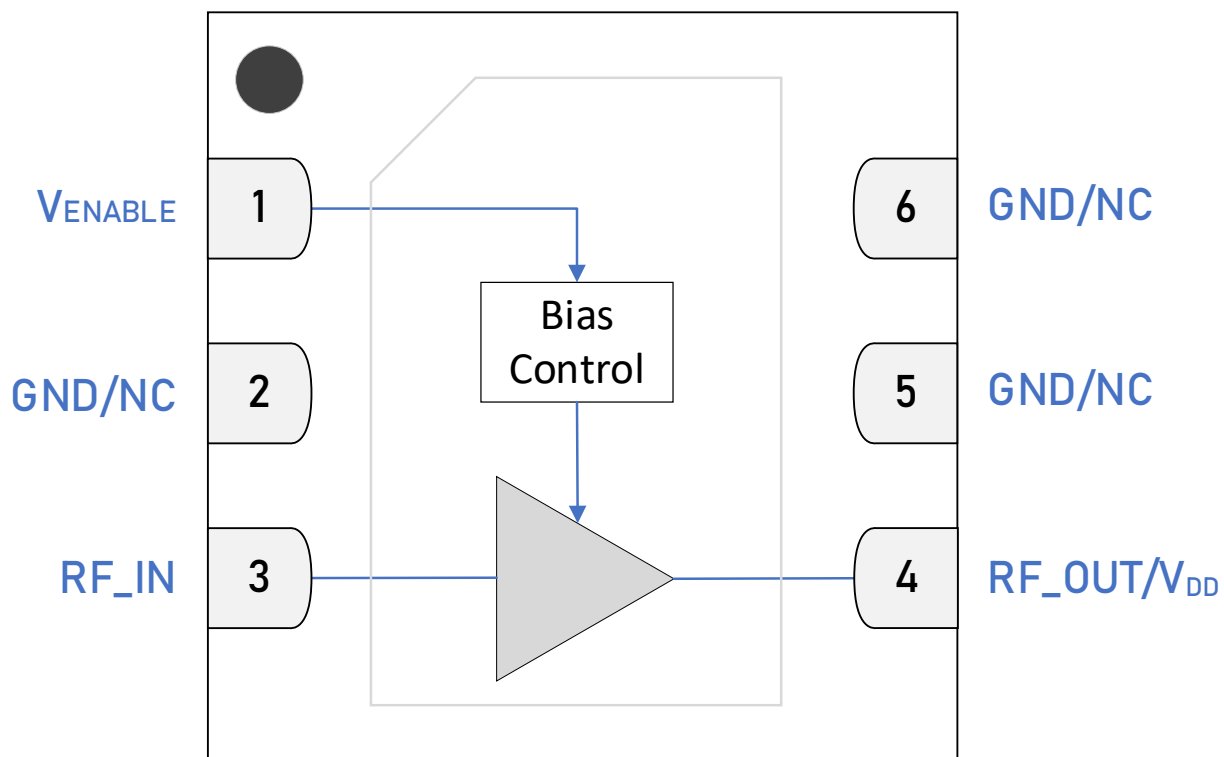 VENABLE
1
6
GND/NC
Bias
Control
GND/NC
2
5
GND/NC
RF_IN
3
4
RF_OUT/VDD